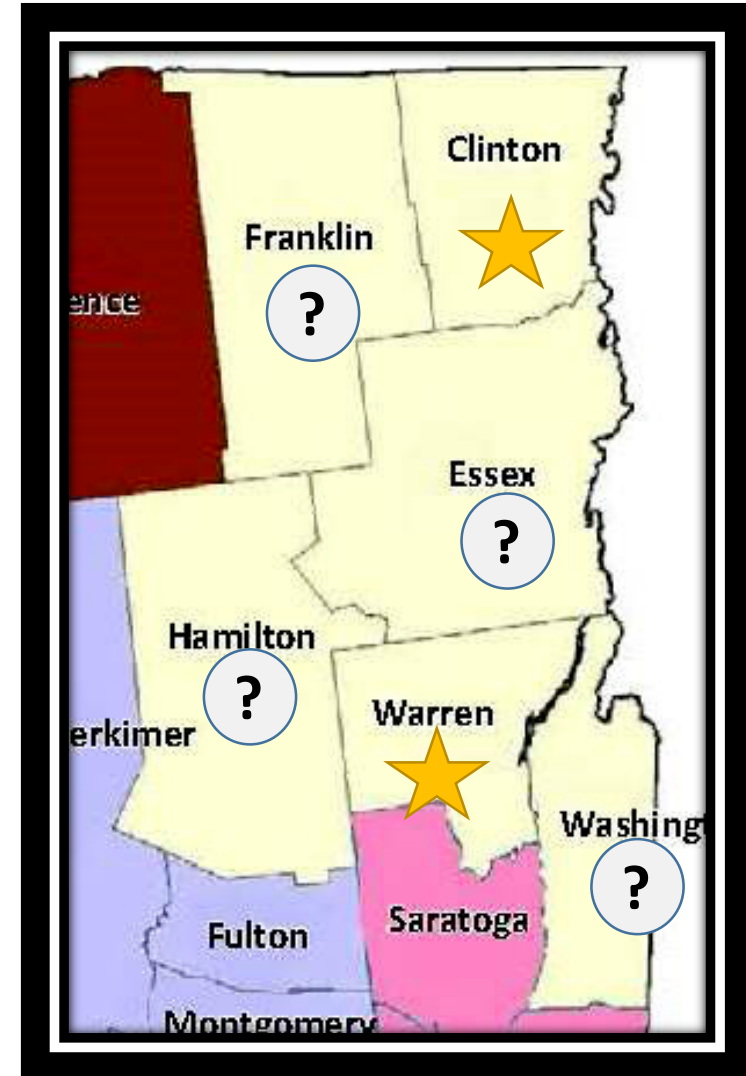 Clinton
Franklin
?
ence
Essex
?
Hamilton
?
Warren
erkimer
Washingt
?
Saratoga
Fulton
Montgomery